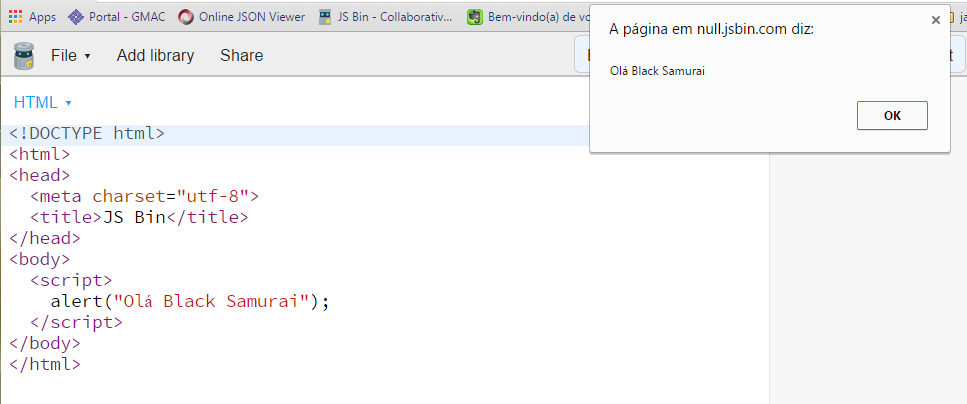 Apps Portal - GMAC Online JSON Viewer JS Bin - Collaborativ... Bem-vindo(a) de vo
A página em null.jsbin.com diz:
Olá Black Samurai
OK
File Add library Share
HTML
<!DOCTYPE html>
<html>
<head>
<meta charset="utf-8">
<title>JS Bin</title>
</head>
<body>
<script>
alert("Olá Black Samurai");
</script>
</body>
</html>